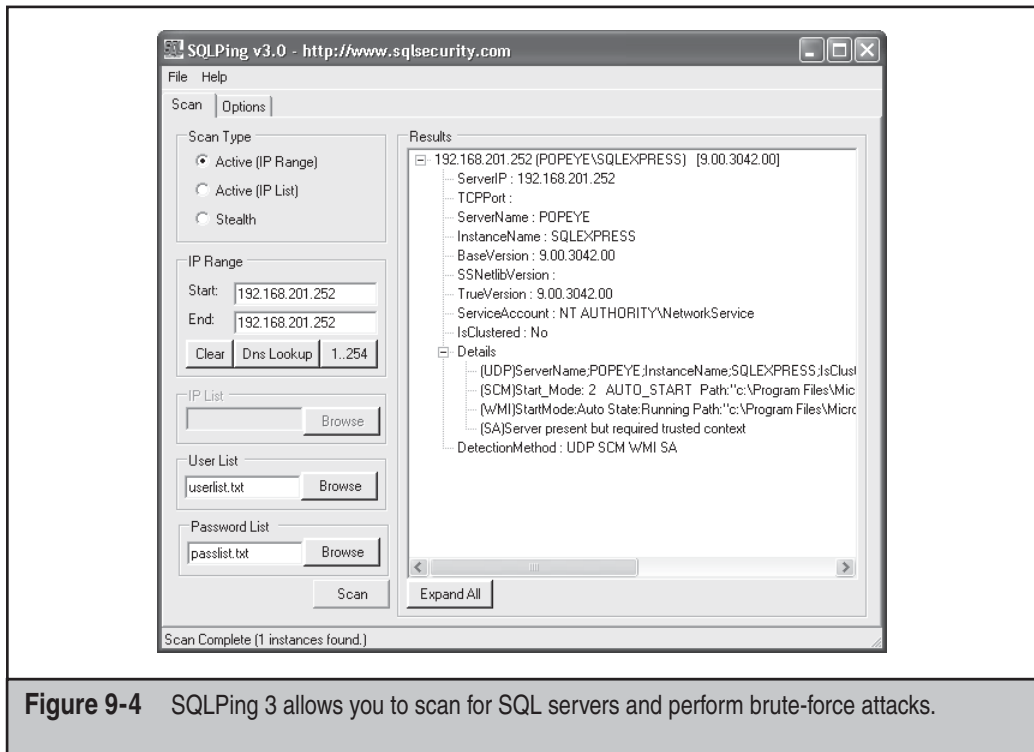 SQLPing v3.0 - http://www.sqlsecurity.com
File Help
Scan Options
Scan Type
Active (IP Range)
Active (IP List)
Stealth
IP Range
Start: 192.168.201.252
End: 192.168.201.252
Clear Dns Lookup 1..254
IP List
Browse
User List
userlist.txt Browse
Password List
passlist.txt Browse
Scan
Results
192.168.201.252 (POPEYE\SQLEXPRESS) [9.00.3042.00]
ServerIP : 192.168.201.252
TCPPort :
ServerName : POPEYE
InstanceName : SQLEXPRESS
BaseVersion : 9.00.3042.00
SSNetlibVersion :
TrueVersion : 9.00.3042.00
ServiceAccount : NT AUTHORITY\NetworkService
IsClustered : No
Details
(UDP)ServerName;POPEYE;InstanceName;SQLEXPRESS;IsClust
(SCM)Start_Mode: 2 AUTO_START Path:"c:\Program Files\Mic
(WMI)StartMode:Auto State:Running Path:"c:\Program Files\Micro
(SA)Server present but required trusted context
DetectionMethod : UDP SCM WMI SA
Expand All
Scan Complete (1 instances found.)
Figure 9-4 SQLPing 3 allows you to scan for SQL servers and perform brute-force attacks.